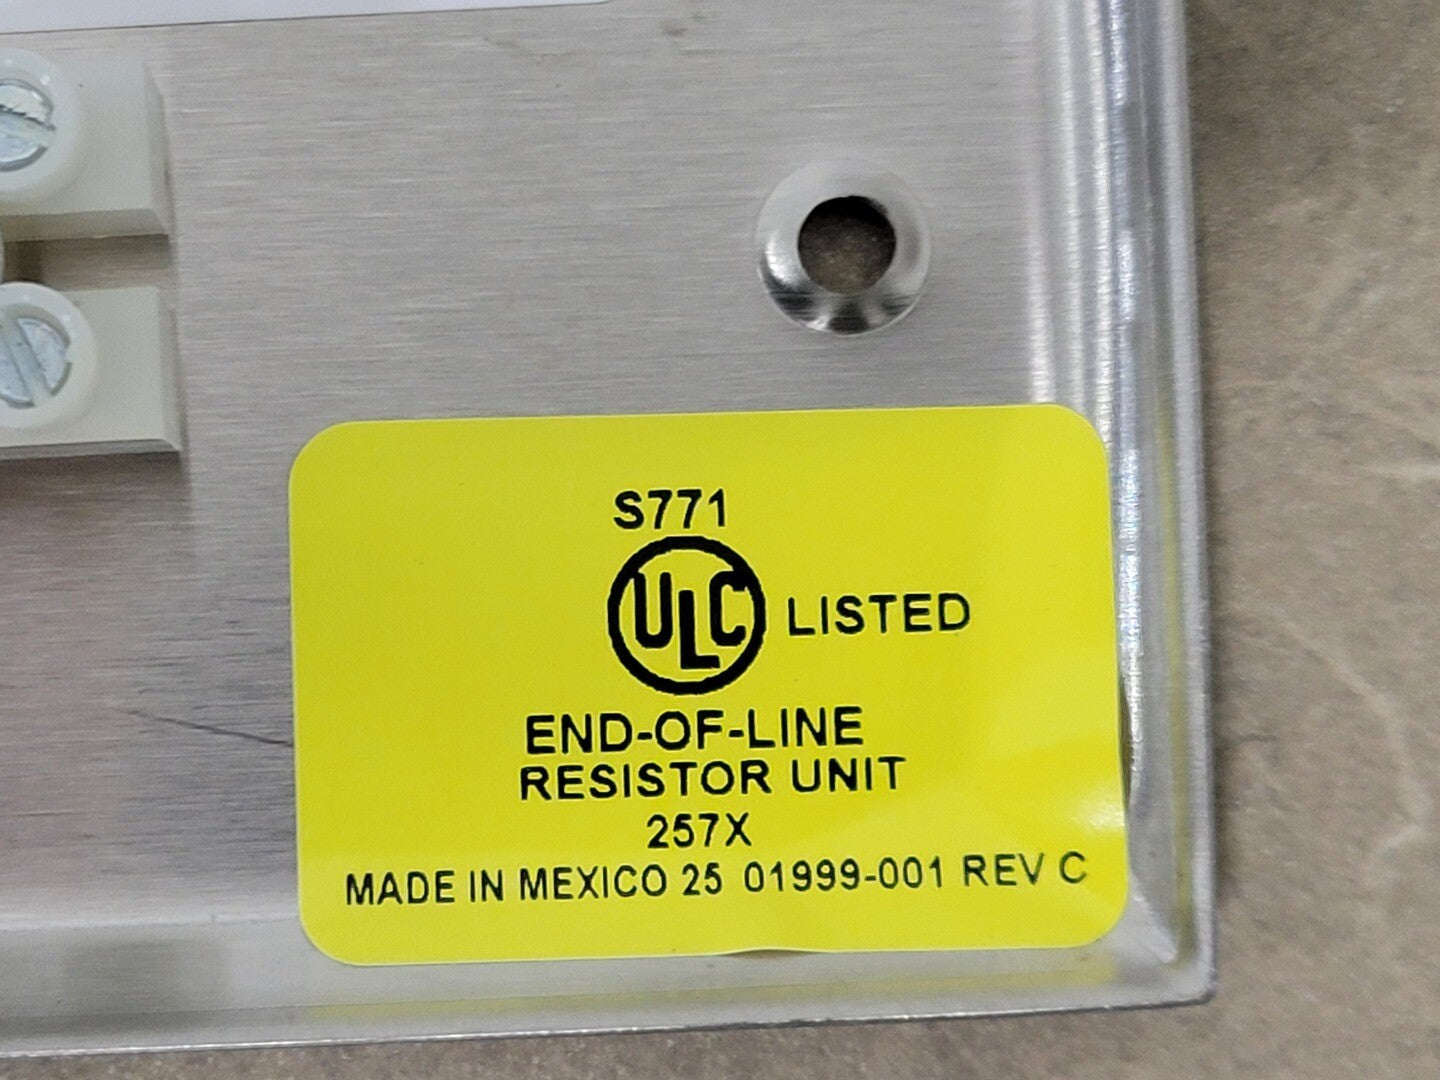 S771
ULC LISTED
END-OF-LINE
RESISTOR UNIT
257X
MADE IN MEXICO 25 01999-001 REV C